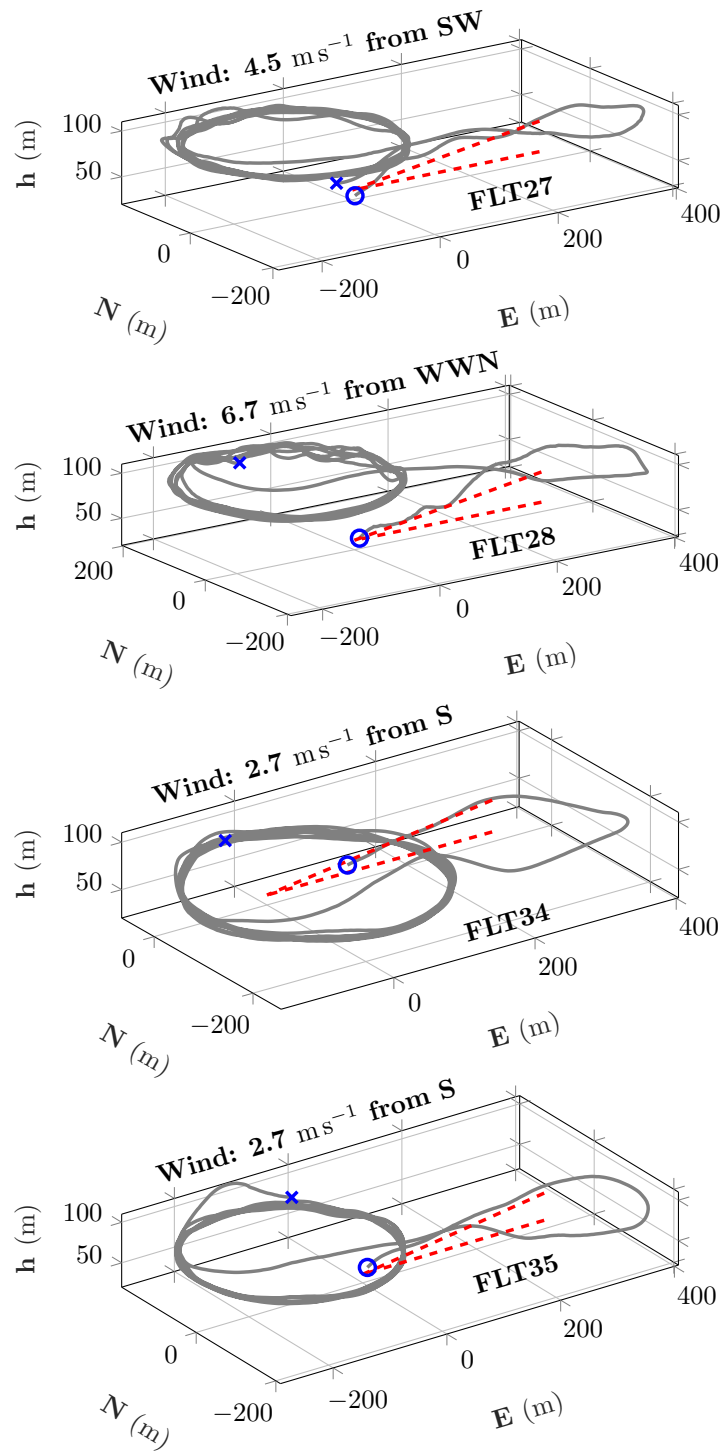 Wind: 4.5 m s⁻¹ from SW
100
50
h (m)
0
−200
N (m)
−200
0
200
400
E (m)
FLT27
Wind: 6.7 m s⁻¹ from WWN
100
50
h (m)
200
0
−200
N (m)
−200
0
200
400
E (m)
FLT28
Wind: 2.7 m s⁻¹ from S
100
50
h (m)
0
−200
N (m)
0
200
400
E (m)
FLT34
Wind: 2.7 m s⁻¹ from S
100
50
h (m)
0
−200
N (m)
−200
0
200
400
E (m)
FLT35